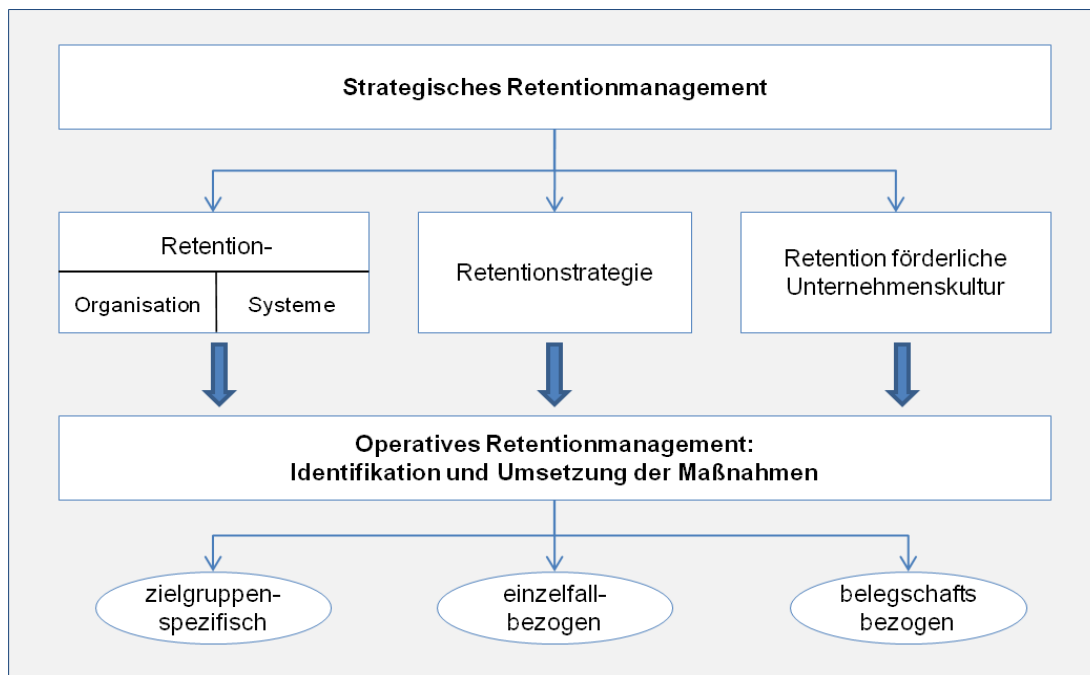 Strategisches Retentionmanagement
Retention-
Organisation
Systeme
Retentionstrategie
Retention förderliche
Unternehmenskultur
Operatives Retentionmanagement:
Identifikation und Umsetzung der Maßnahmen
zielgruppen-
spezifisch
einzelfall-
bezogen
belegschafts
bezogen